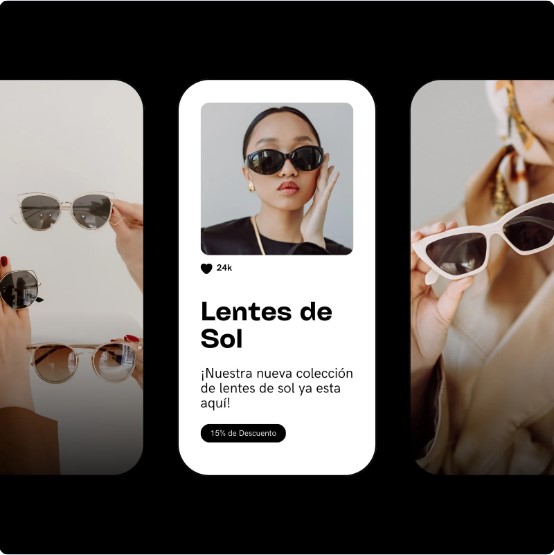 24k
Lentes de
Sol
¡Nuestra nueva colección
de lentes de sol ya esta
aquí!
15% de Descuento